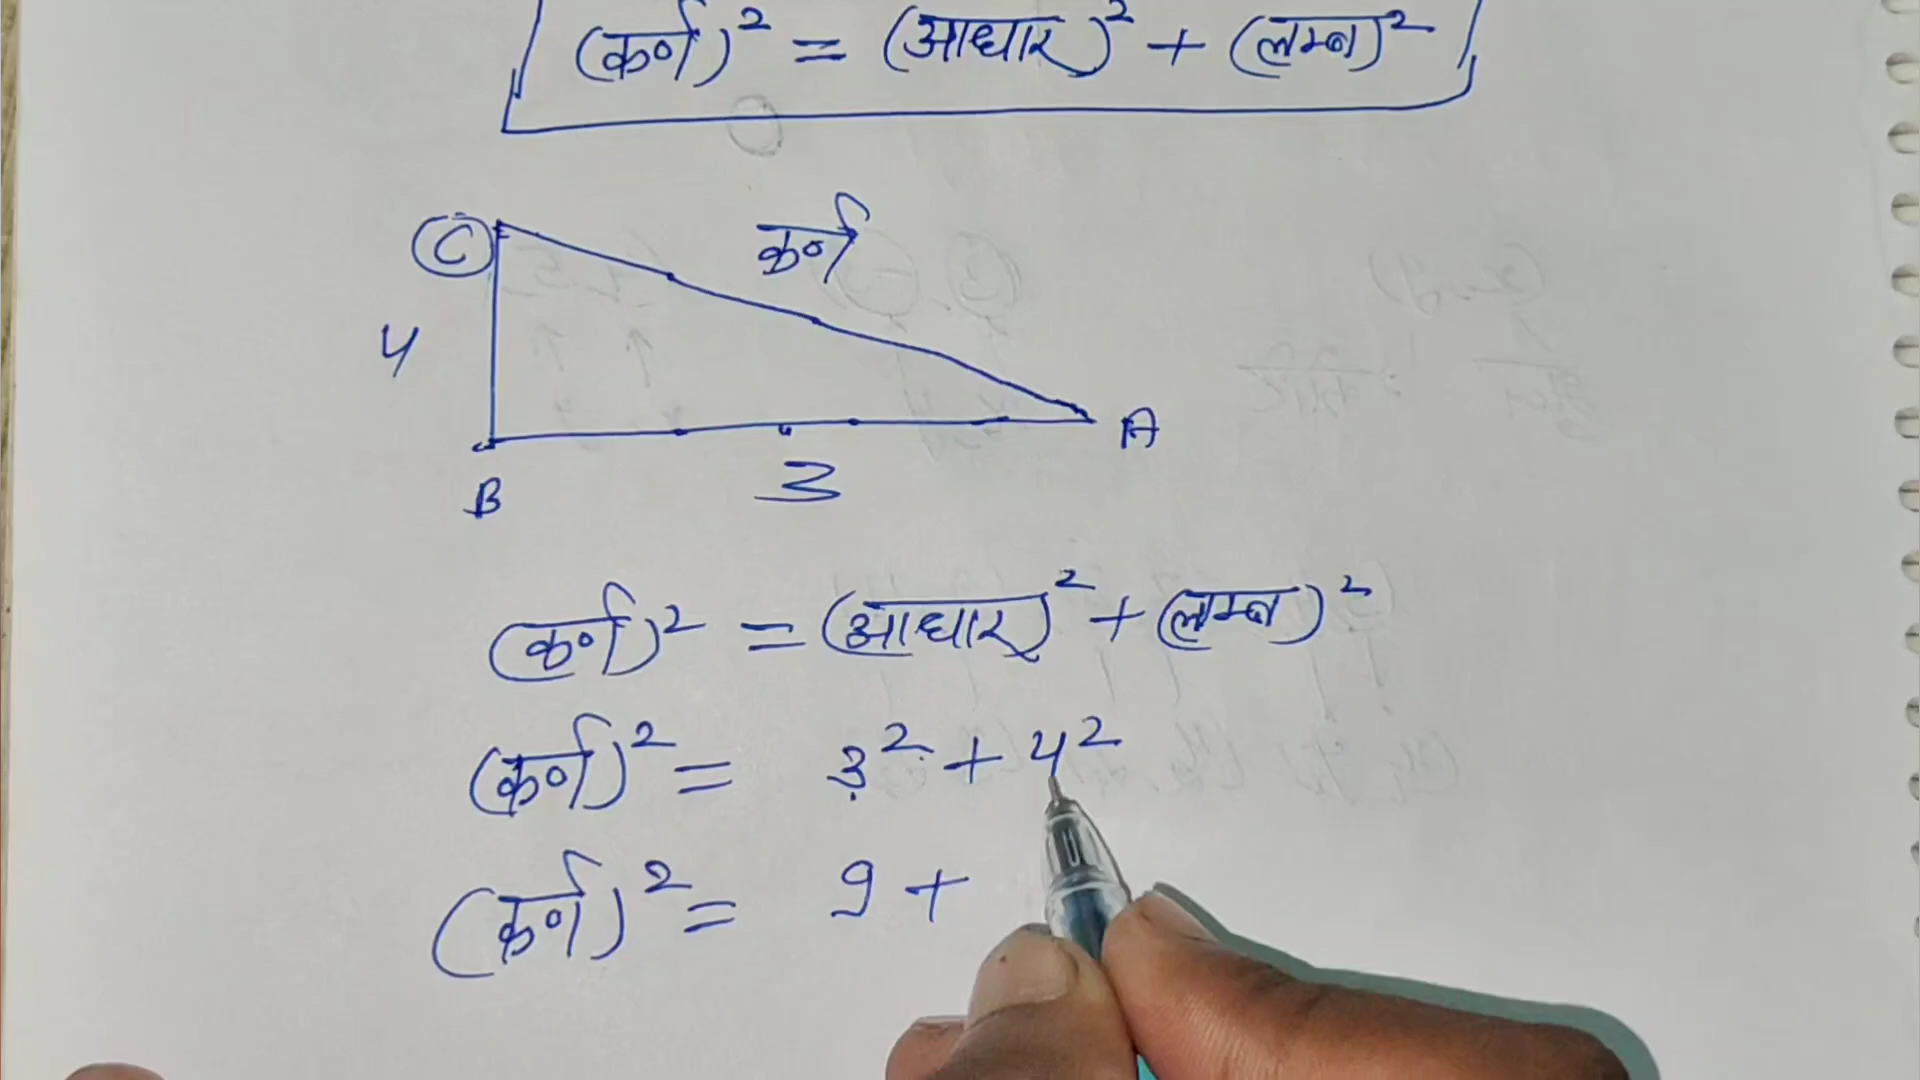 (कर्ण)² = (आधार)² + (लम्ब)²
C
कर्ण
4
A
B
3
(कर्ण)² = (आधार)² + (लम्ब)²
(कर्ण)² = 3² + 4²
(कर्ण)² = 9 +